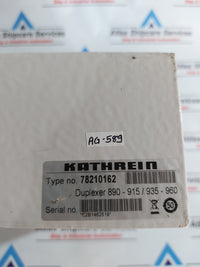 AG-589
KATHREIN
Type no. 78210162
Duplexer 890 - 915 / 935 - 960
Serial no.